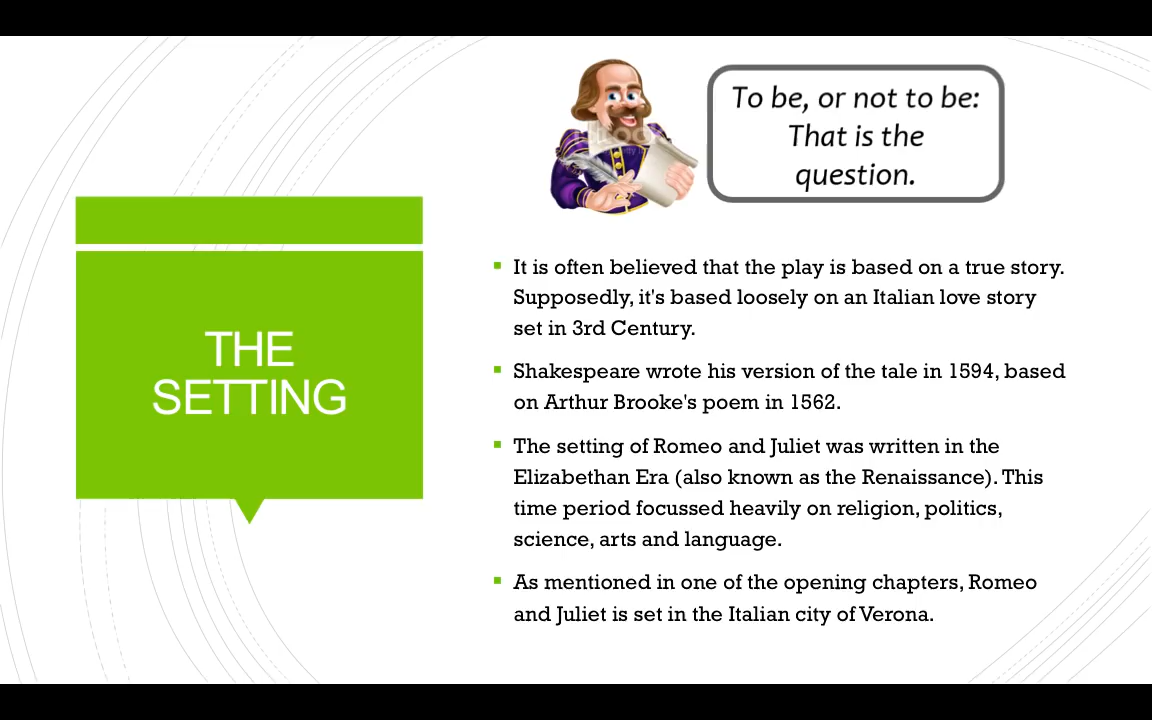 To be, or not to be:
That is the
question.
THE
SETTING
It is often believed that the play is based on a true story.
Supposedly, it's based loosely on an Italian love story
set in 3rd Century.
Shakespeare wrote his version of the tale in 1594, based
on Arthur Brooke's poem in 1562.
The setting of Romeo and Juliet was written in the
Elizabethan Era (also known as the Renaissance). This
time period focussed heavily on religion, politics,
science, arts and language.
As mentioned in one of the opening chapters, Romeo
and Juliet is set in the Italian city of Verona.